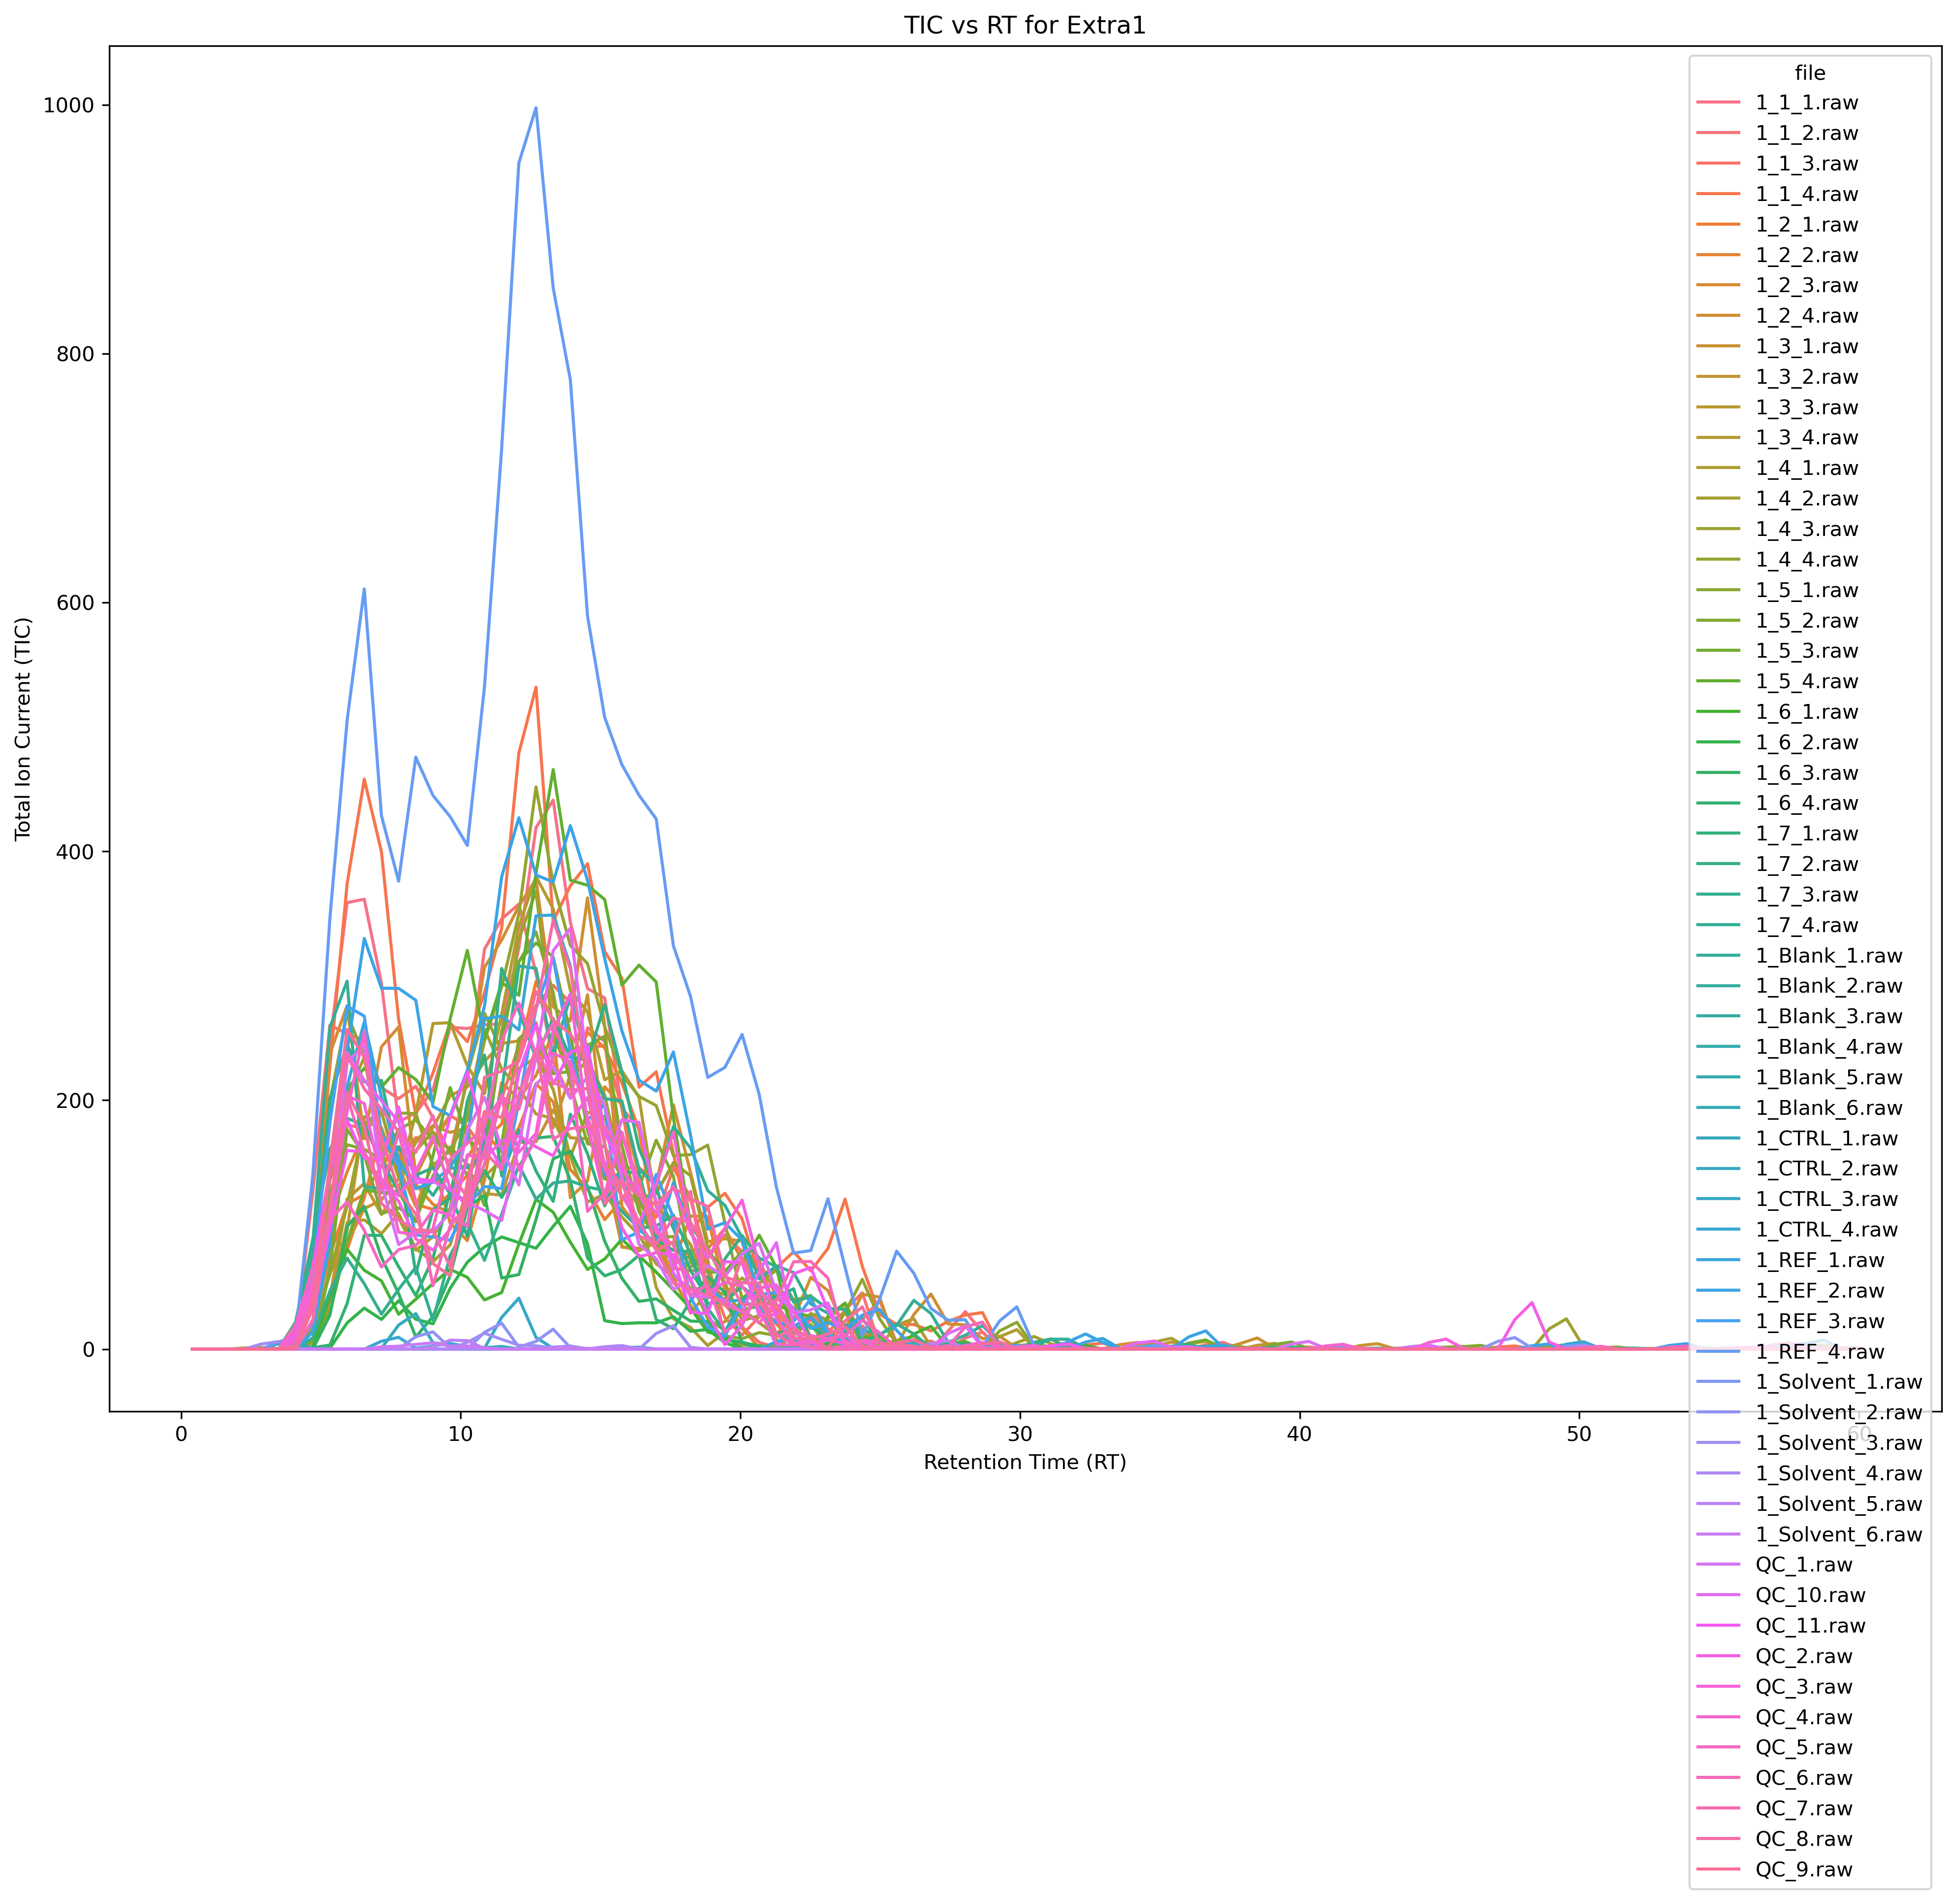 TIC vs RT for Extra1
Total Ion Current (TIC)
1000
800
600
400
200
0
0
10
20
30
40
50
60
Retention Time (RT)
file
1_1_1.raw
1_1_2.raw
1_1_3.raw
1_1_4.raw
1_2_1.raw
1_2_2.raw
1_2_3.raw
1_2_4.raw
1_3_1.raw
1_3_2.raw
1_3_3.raw
1_3_4.raw
1_4_1.raw
1_4_2.raw
1_4_3.raw
1_4_4.raw
1_5_1.raw
1_5_2.raw
1_5_3.raw
1_5_4.raw
1_6_1.raw
1_6_2.raw
1_6_3.raw
1_6_4.raw
1_7_1.raw
1_7_2.raw
1_7_3.raw
1_7_4.raw
1_Blank_1.raw
1_Blank_2.raw
1_Blank_3.raw
1_Blank_4.raw
1_Blank_5.raw
1_Blank_6.raw
1_CTRL_1.raw
1_CTRL_2.raw
1_CTRL_3.raw
1_CTRL_4.raw
1_REF_1.raw
1_REF_2.raw
1_REF_3.raw
1_REF_4.raw
1_Solvent_1.raw
1_Solvent_2.raw
1_Solvent_3.raw
1_Solvent_4.raw
1_Solvent_5.raw
1_Solvent_6.raw
QC_1.raw
QC_10.raw
QC_11.raw
QC_2.raw
QC_3.raw
QC_4.raw
QC_5.raw
QC_6.raw
QC_7.raw
QC_8.raw
QC_9.raw